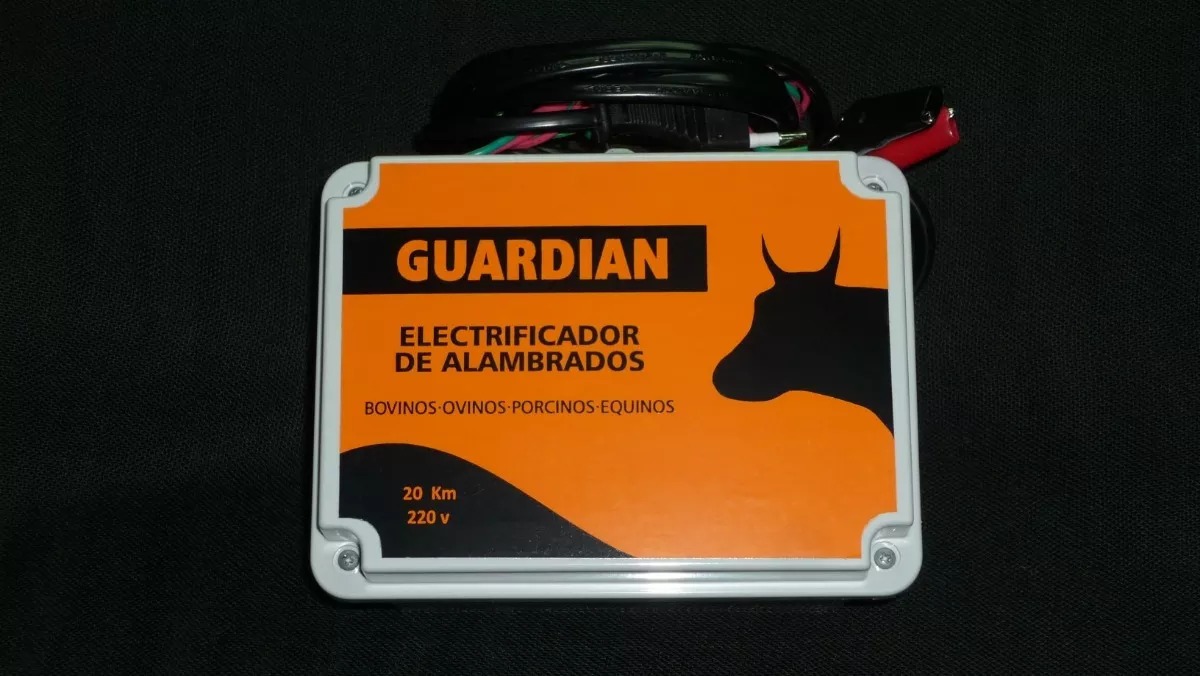 GUARDIAN
ELECTRIFICADOR
DE ALAMBRADOS
BOVINOS·OVINOS·PORCINOS·EQUINOS
20 Km
220 v